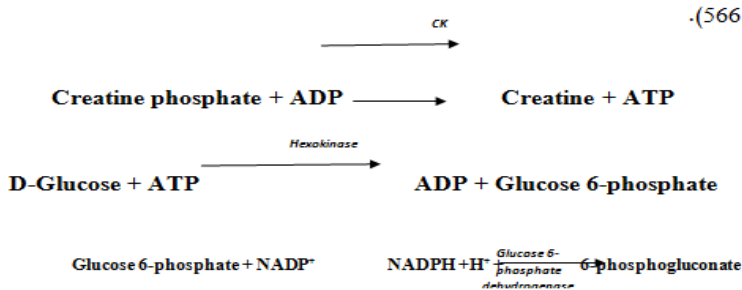 .(566
CK
Creatine phosphate + ADP Creatine + ATP
Hexokinase
D-Glucose + ATP ADP + Glucose 6-phosphate
Glucose 6-phosphate + NADP⁺ NADPH + H⁺ + 6-phosphogluconate
Glucose 6-
phosphate
dehydrogenase